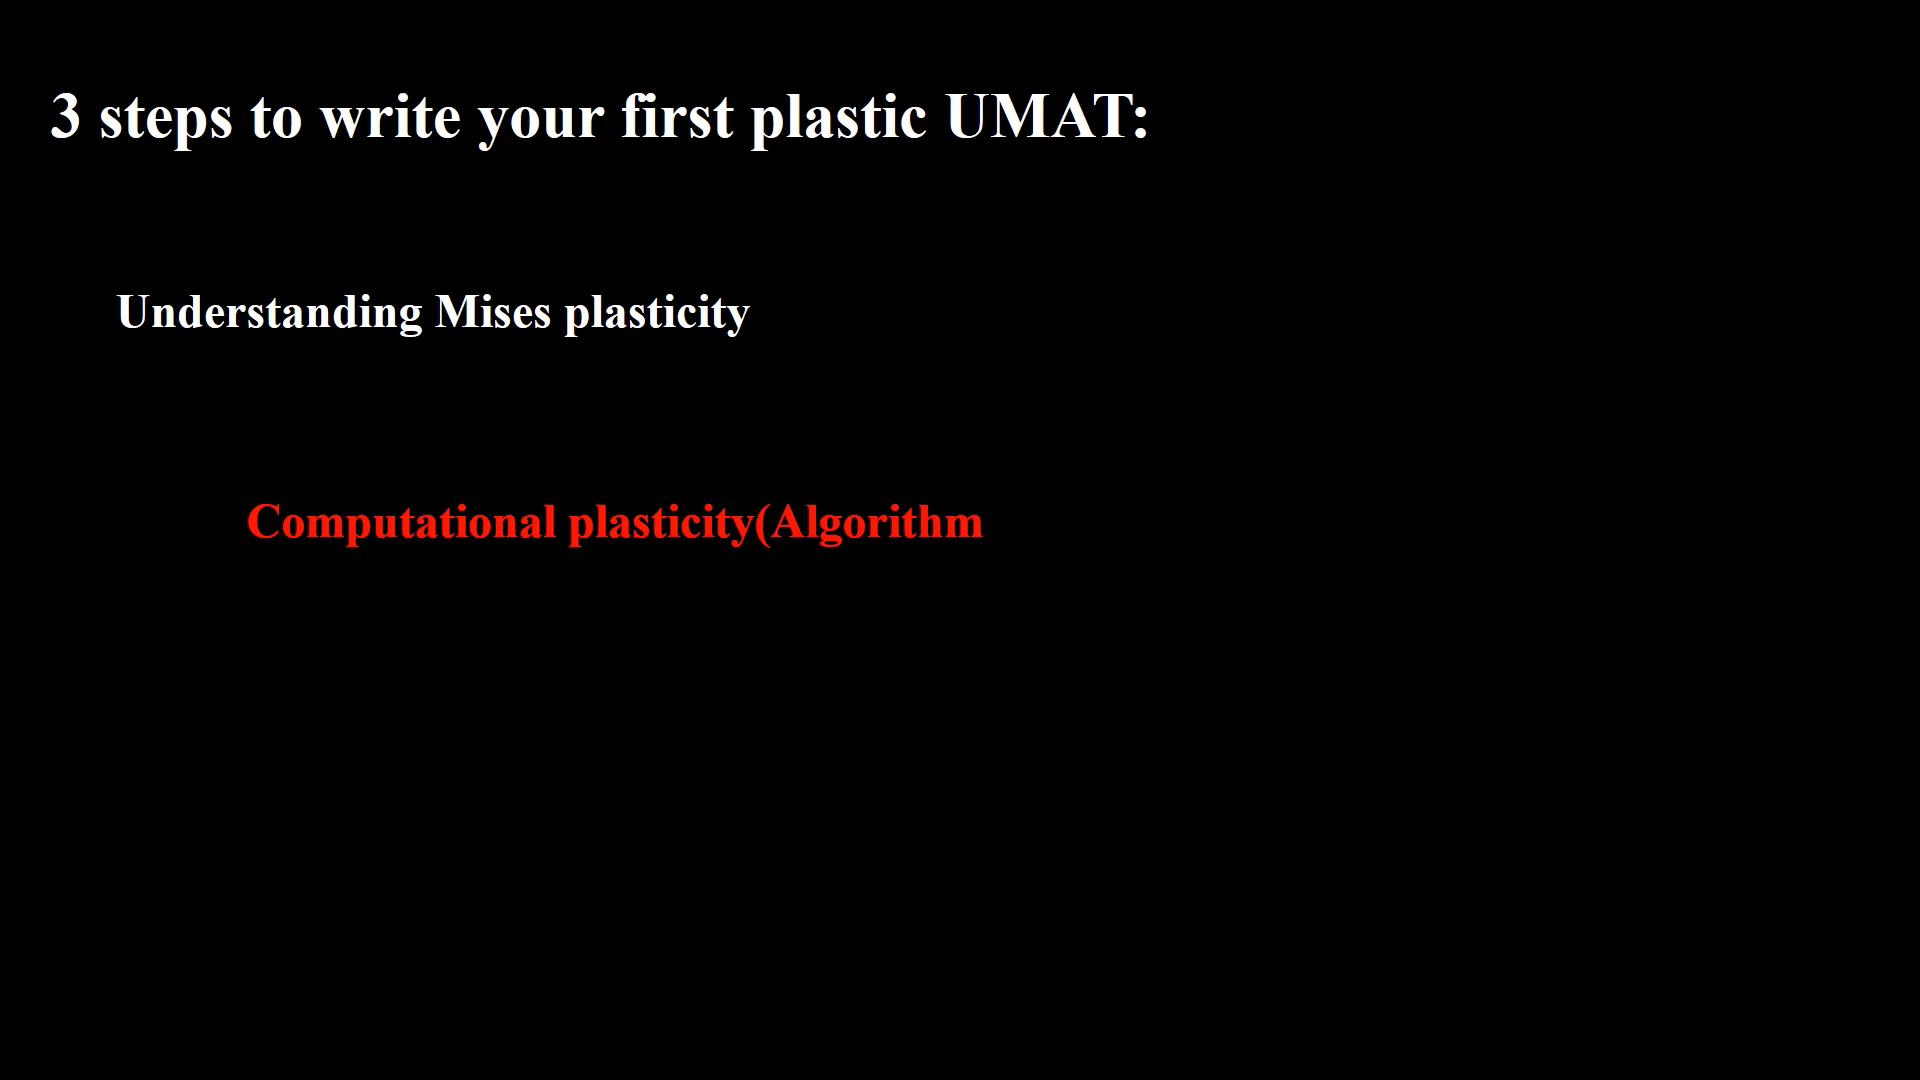 3 steps to write your first plastic UMAT:
Understanding Mises plasticity
Computational plasticity(Algorithm